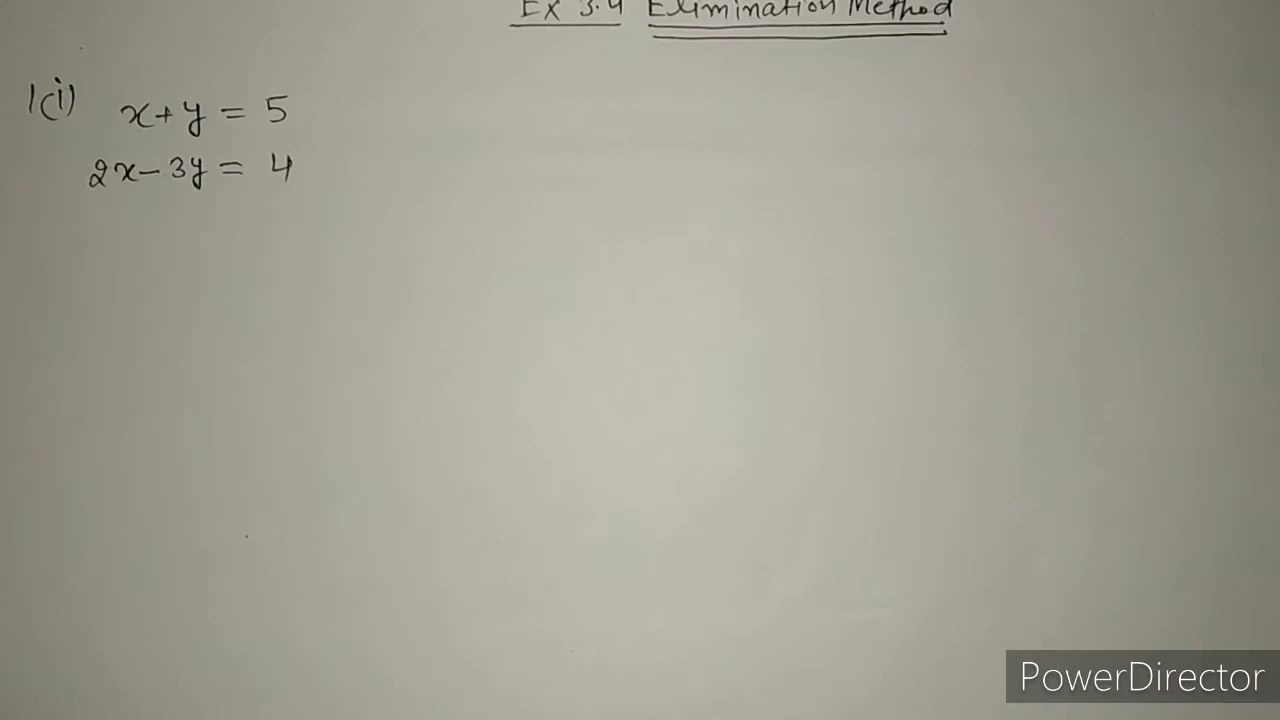 Ex 3.4 Elimination Method
1(i) x+y = 5
2x-3y = 4
PowerDirector